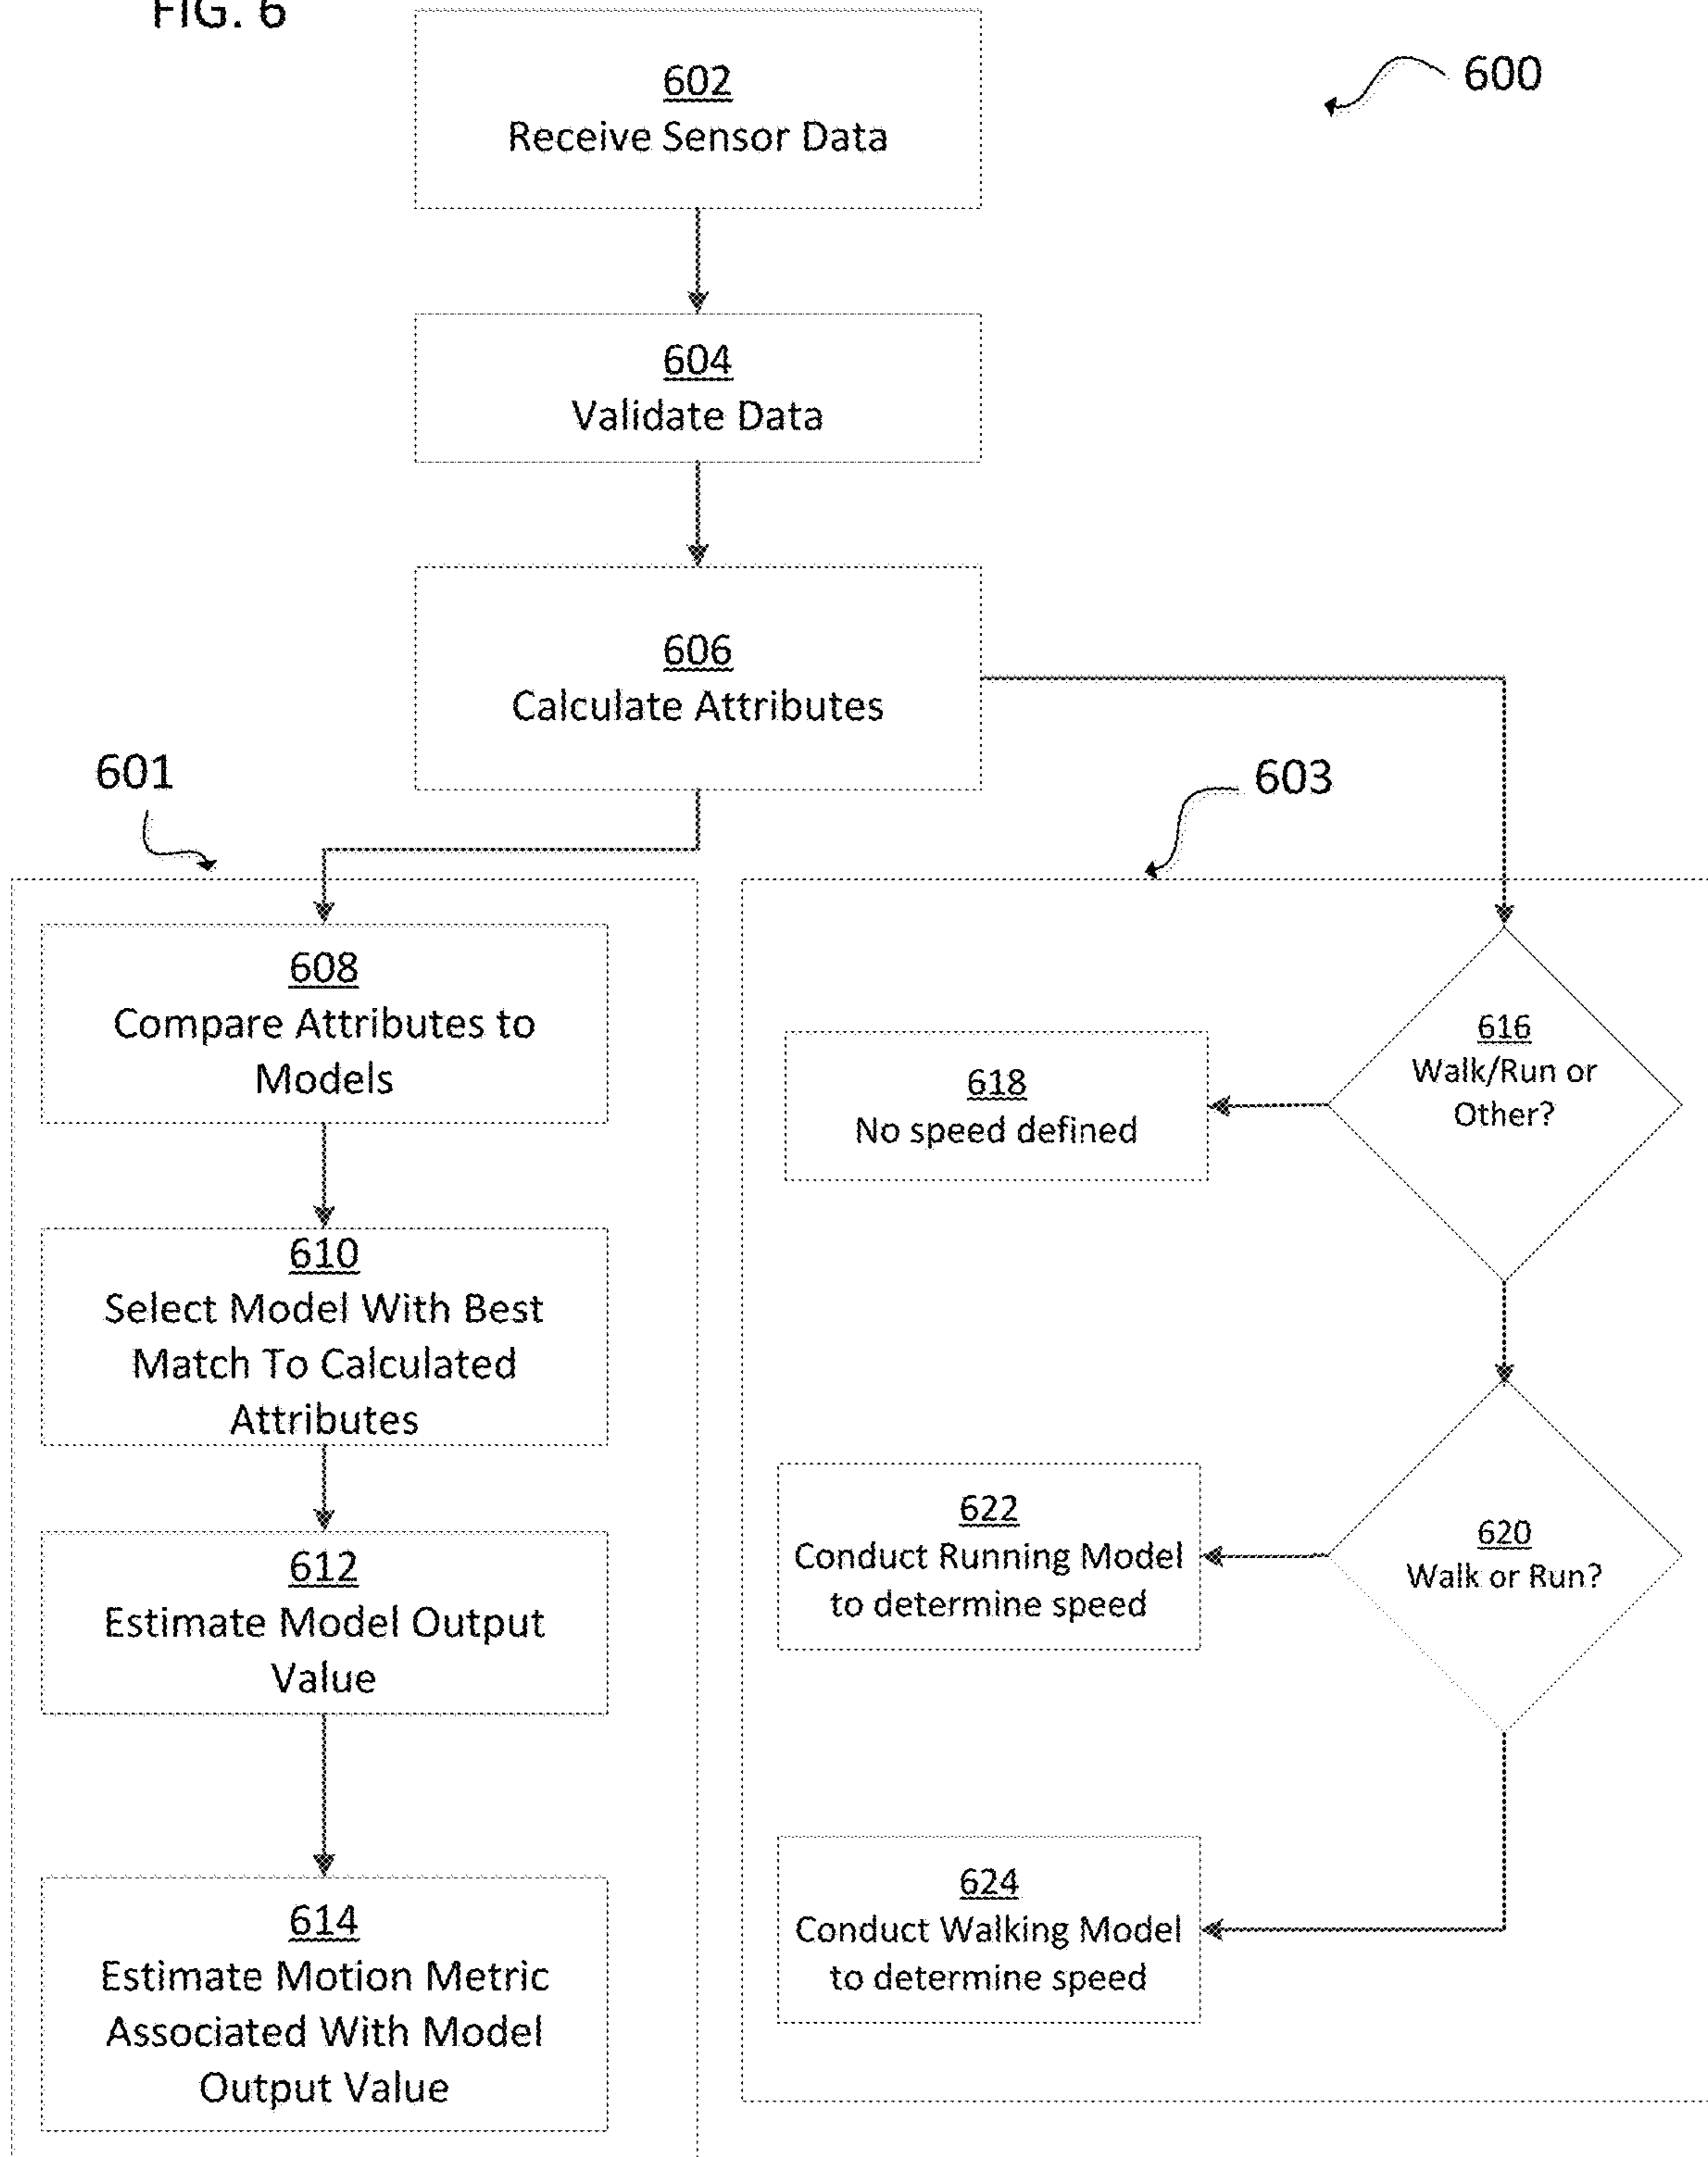 FIG. 6
600
602
Receive Sensor Data
604
Validate Data
606
Calculate Attributes
601
603
608
Compare Attributes to
Models
610
Select Model With Best
Match To Calculated
Attributes
612
Estimate Model Output
Value
614
Estimate Motion Metric
Associated With Model
Output Value
616
Walk/Run or
Other?
618
No speed defined
620
Walk or Run?
622
Conduct Running Model
to determine speed
624
Conduct Walking Model
to determine speed